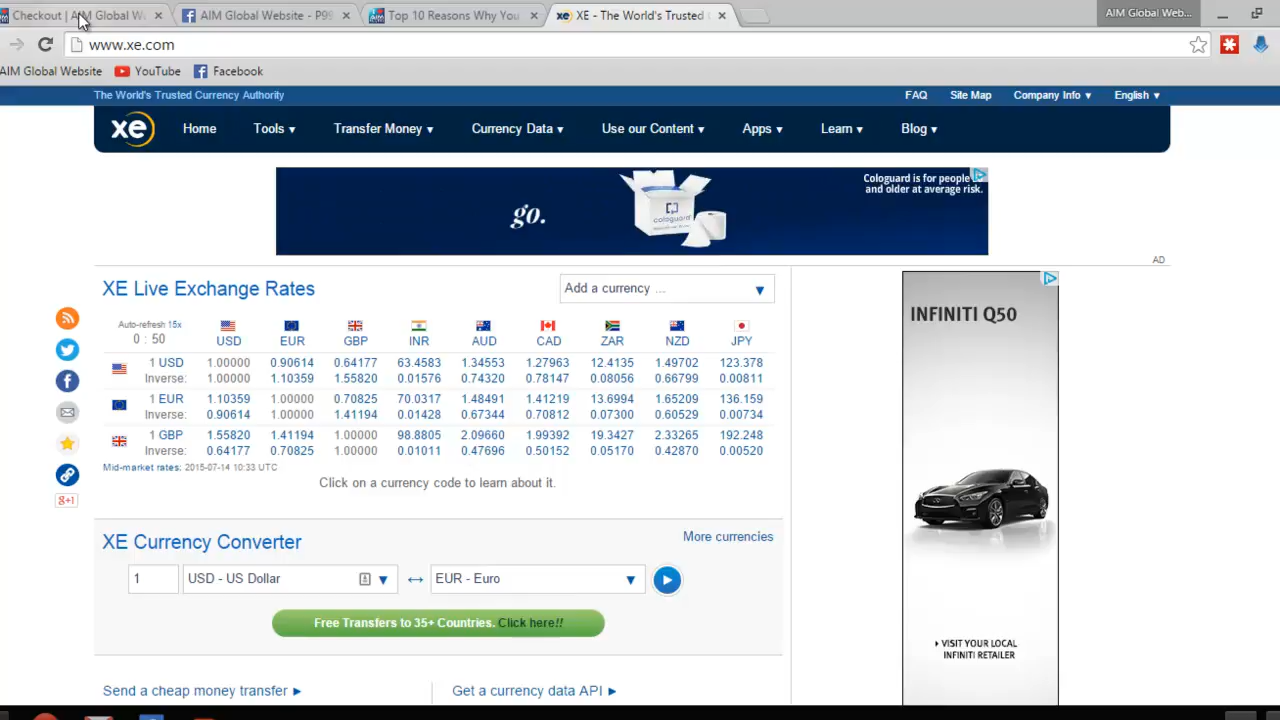 Checkout | AIM Global W
AIM Global Website - P99
Top 10 Reasons Why You
XE - The World's Trusted
AIM Global Web...
www.xe.com
AIM Global Website
YouTube
Facebook
The World's Trusted Currency Authority
FAQ
Site Map
Company Info
English
xe
Home
Tools
Transfer Money
Currency Data
Use our Content
Apps
Learn
Blog
go.
cologuard
Cologuard is for people
and older at average risk.
AD
XE Live Exchange Rates
Add a currency ...
Auto-refresh 15x
0 : 50
USD EUR GBP INR AUD CAD ZAR NZD JPY
1 USD 1.00000 0.90614 0.64177 63.4583 1.34553 1.27963 12.4135 1.49702 123.378
Inverse: 1.00000 1.10359 1.55820 0.01576 0.74320 0.78147 0.08056 0.66799 0.00811
1 EUR 1.10359 1.00000 0.70825 70.0317 1.48491 1.41219 13.6994 1.65209 136.159
Inverse: 0.90614 1.00000 1.41194 0.01428 0.67344 0.70812 0.07300 0.60529 0.00734
1 GBP 1.55820 1.41194 1.00000 98.8805 2.09660 1.99392 19.3427 2.33265 192.248
Inverse: 0.64177 0.70825 1.00000 0.01011 0.47696 0.50152 0.05170 0.42870 0.00520
Mid-market rates: 2015-07-14 10:33 UTC
Click on a currency code to learn about it.
g+1
XE Currency Converter
More currencies
1
USD - US Dollar
EUR - Euro
Free Transfers to 35+ Countries. Click here!!
Send a cheap money transfer
Get a currency data API
INFINITI Q50
VISIT YOUR LOCAL
INFINITI RETAILER